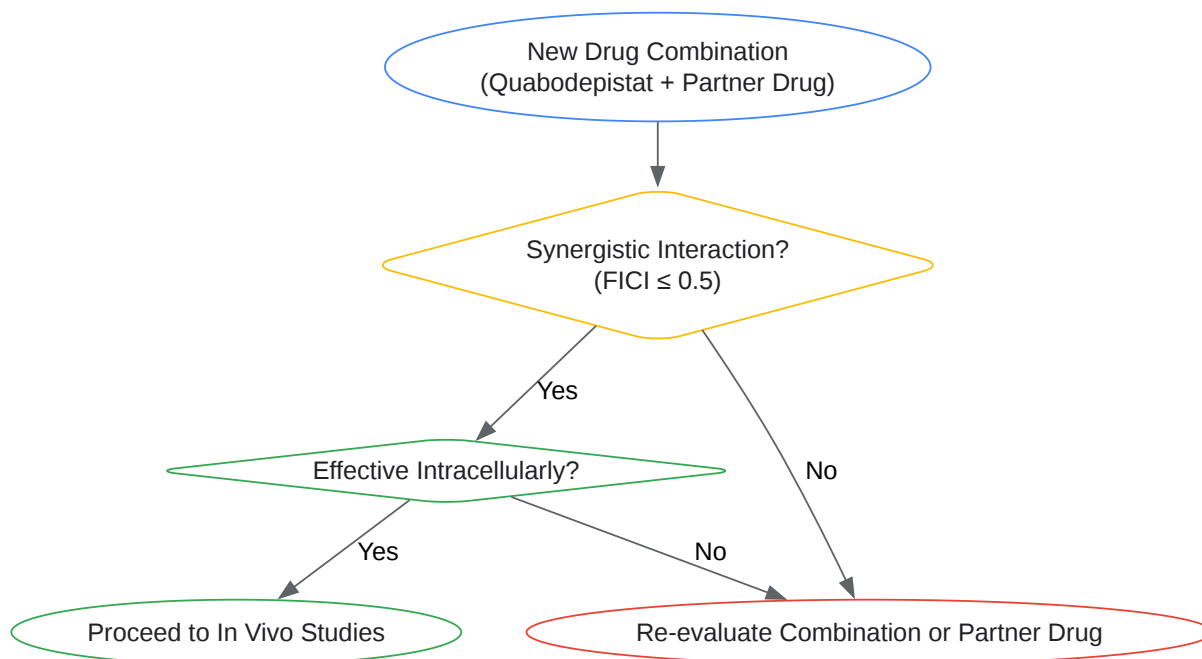 New Drug Combination
(Quabodepistat + Partner Drug)
Synergistic Interaction?
(FICI ≤ 0.5)
Yes
Effective Intracellularly?
No
Yes
No
Proceed to In Vivo Studies
Re-evaluate Combination or Partner Drug